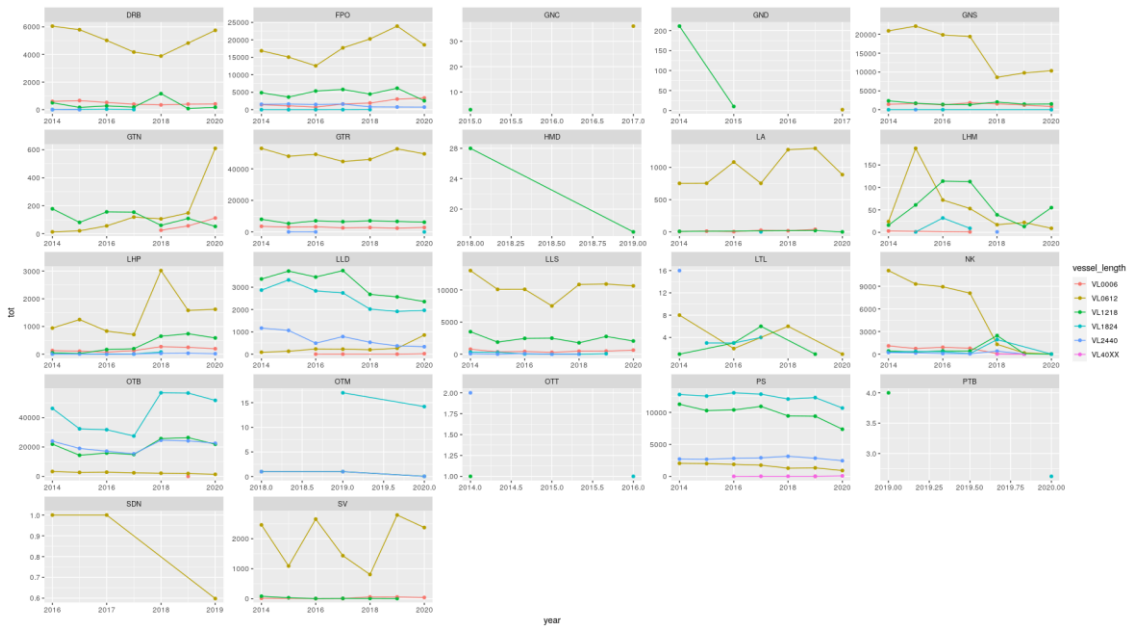 DRB FPO GNC GND GNS
6000 4000 2000 0
25000 20000 15000 10000 5000 0
30 20 10
200 150 100 50 0
20000 15000 10000 5000 0
2014 2016 2018 2020
2014 2016 2018 2020
2015.0 2015.5 2016.0 2016.5 2017.0
2014 2015 2016 2017
2014 2016 2018 2020
GTN GTR HMD LA LHM
600 400 200 0
40000 20000 0
28 26 24 20
1000 500 0
150 100 50 0
2014 2016 2018 2020
2014 2016 2018 2020
2018.00 2018.25 2018.50 2018.75 2019.00
2014 2016 2018 2020
2014 2016 2018 2020
LHP LLD LLS LTL NK
3000 2000 1000 0
3000 2000 1000 0
10000 5000 0
16 12 8 4
9000 6000 3000 0
2014 2016 2018 2020
2014 2016 2018 2020
2014 2016 2018 2020
2014 2016 2018 2020
2014 2016 2018 2020
OTB OTM OTT PS PTB
40000 20000 0
15 10 5 0
2.00 1.75 1.50 1.25 1.00
10000 5000 0
4.0 3.5 3.0
2014 2016 2018 2020
2018.0 2018.5 2019.0 2019.5 2020.0
2014.0 2014.5 2015.0 2015.5 2016.0
2014 2016 2018 2020
2019.00 2019.25 2019.50 2019.75 2020.00
SDN SV
1.0 0.9 0.8 0.7 0.6
2000 1000 0
2016 2017 2018 2019
2014 2016 2018 2020
tot
year
vessel_length
VL0006
VL0612
VL1218
VL1824
VL2440
VL40XX